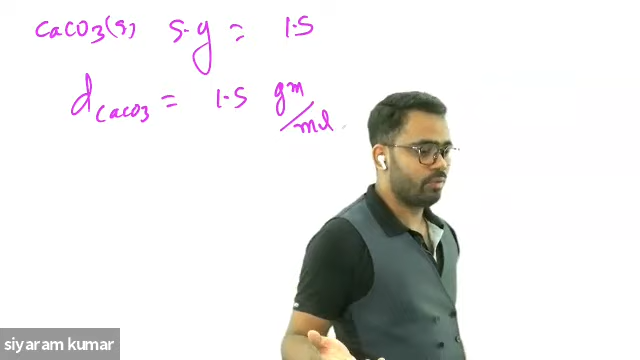 CaCO3(s) S.g = 1.5
dCaCO3 = 1.5 gm/ml
siyaram kumar